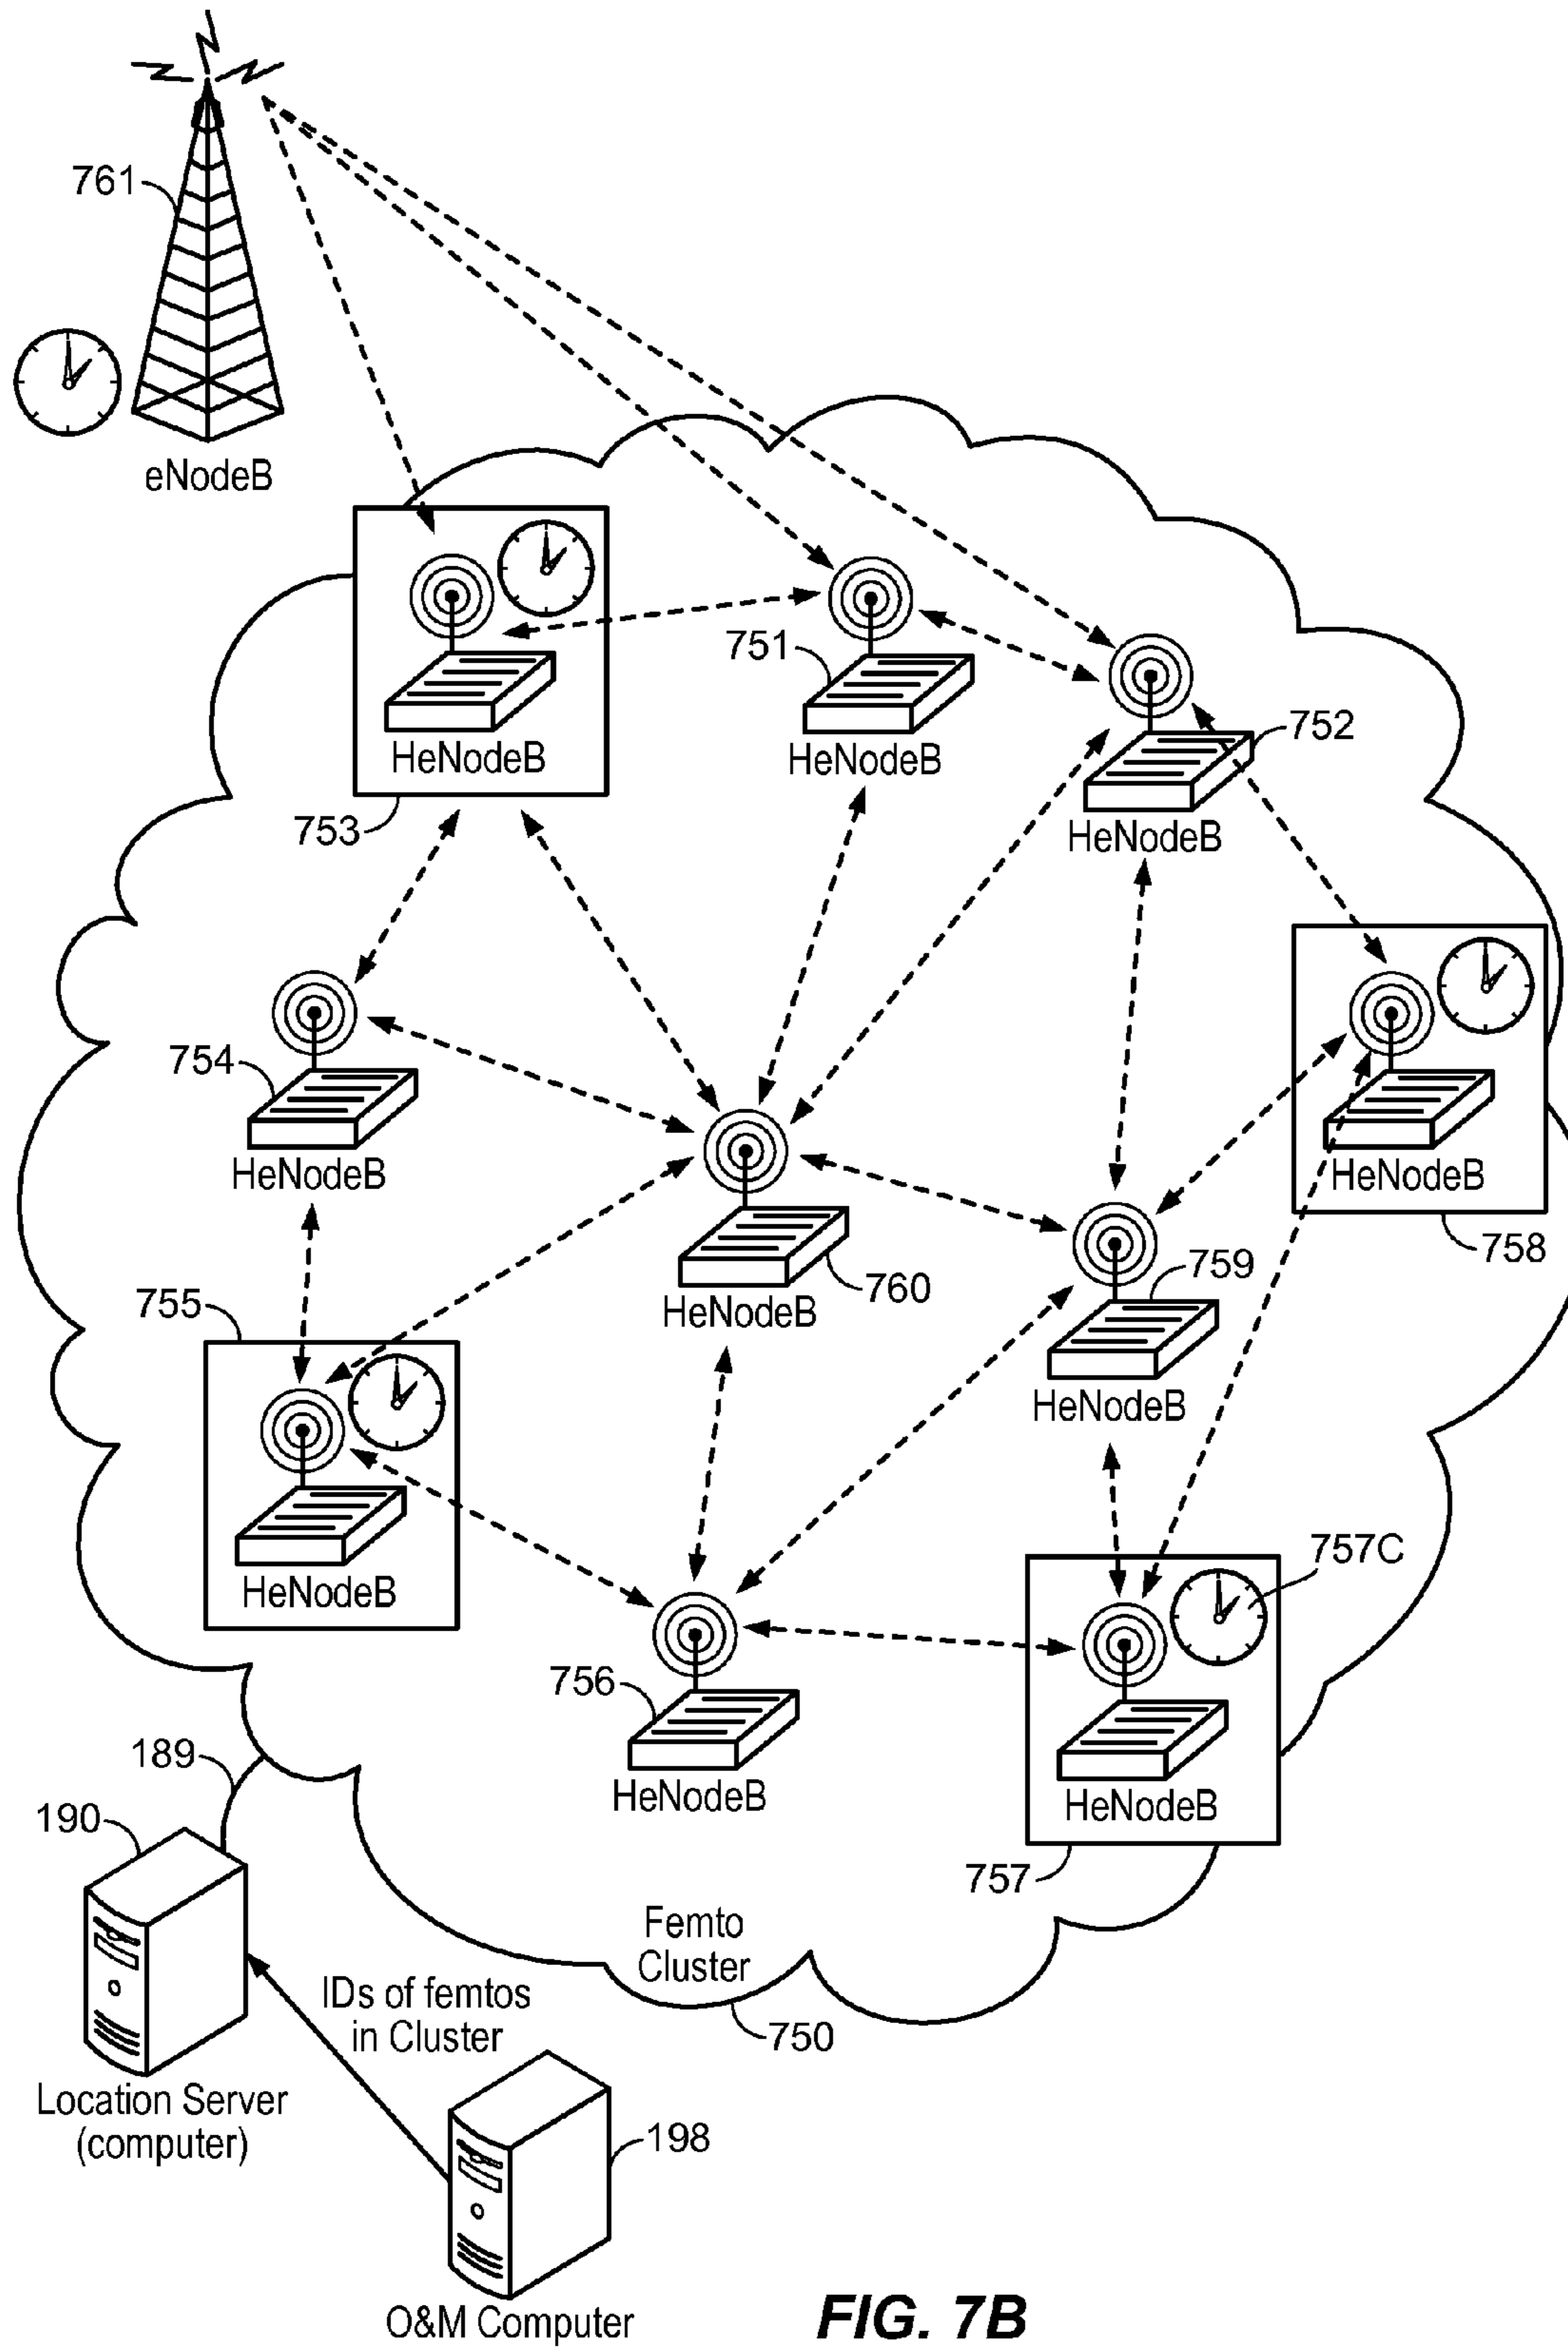 761
eNodeB
751
HeNodeB
HeNodeB
752
753
HeNodeB
754
HeNodeB
HeNodeB
758
760
HeNodeB
759
HeNodeB
755
HeNodeB
757C
756
HeNodeB
HeNodeB
757
189
190
Femto
Cluster
750
IDs of femtos
in Cluster
Location Server
(computer)
198
O&M Computer
FIG. 7B